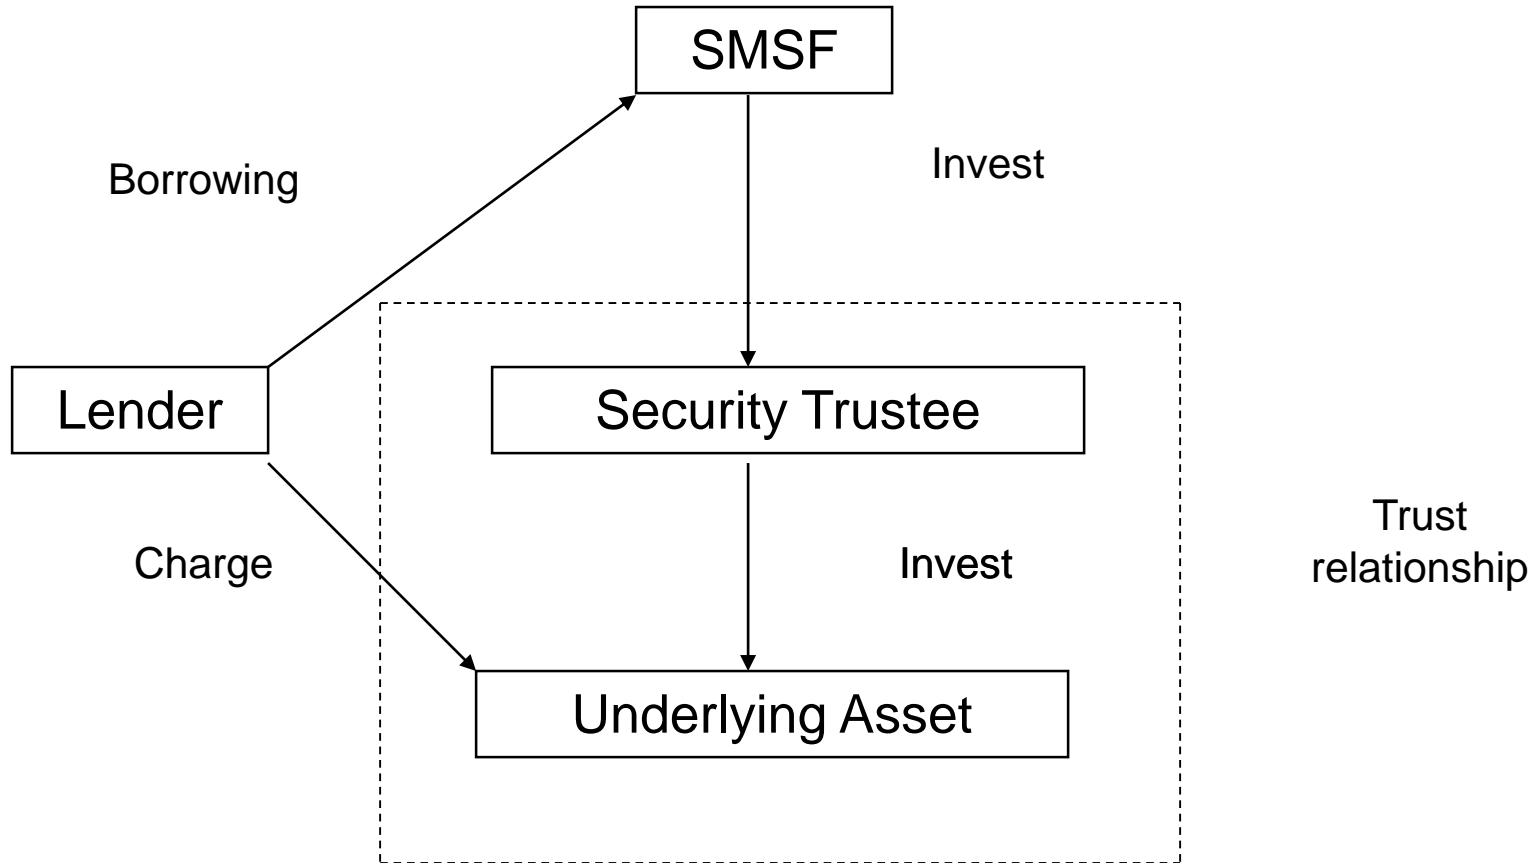 SMSF
Borrowing
Invest
Lender
Security Trustee
Charge
Invest
Trust
relationship
Underlying Asset